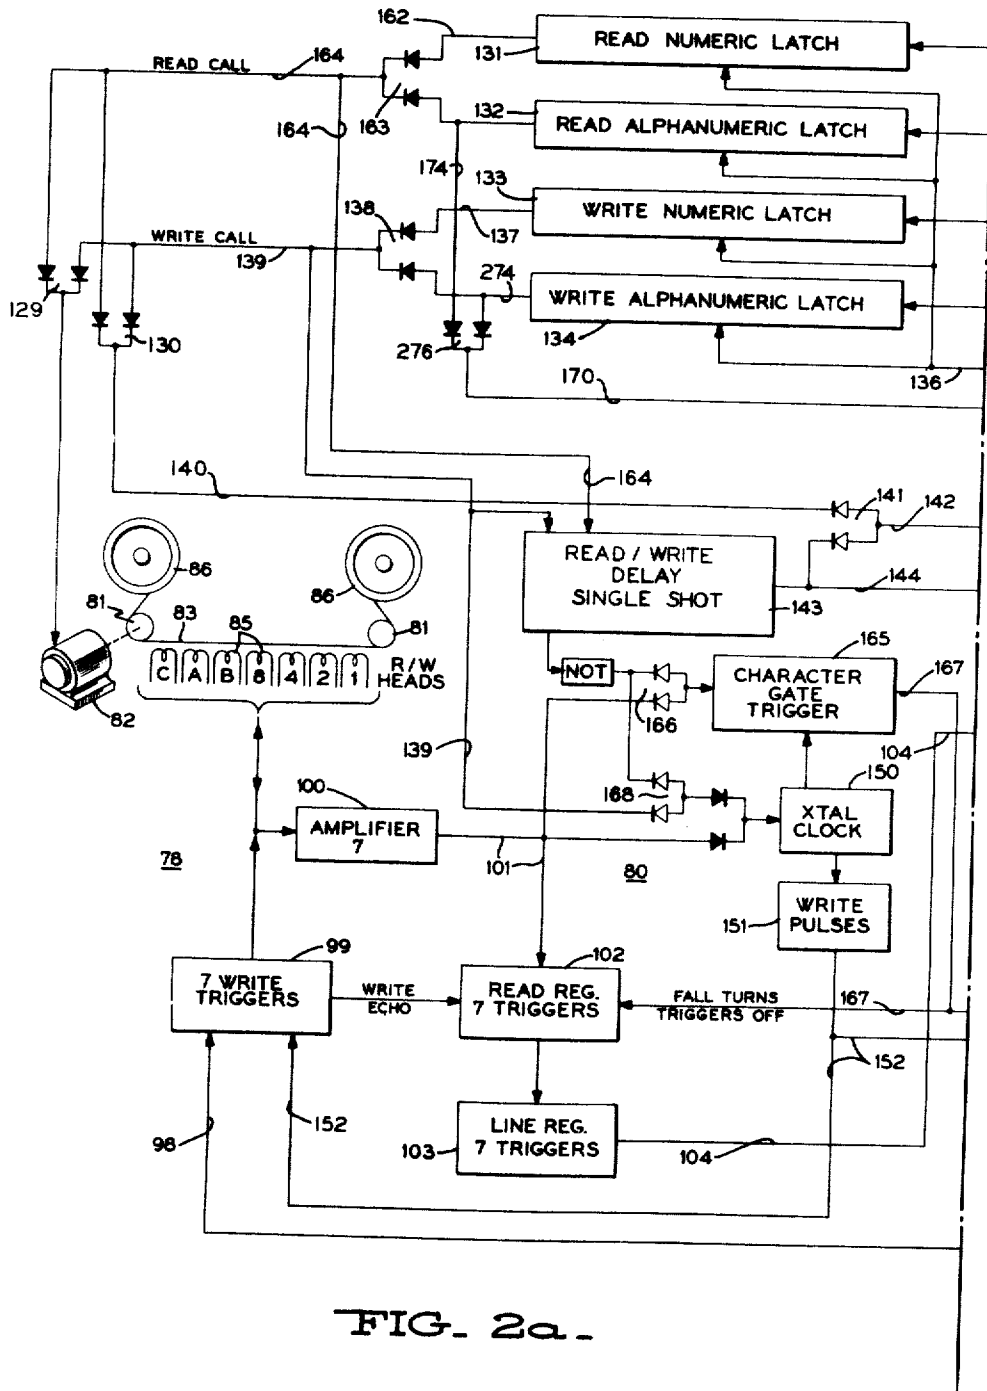 162
READ NUMERIC LATCH
131
READ CALL
164
163
164
132
READ ALPHANUMERIC LATCH
174
133
WRITE NUMERIC LATCH
138
137
WRITE CALL
139
274
WRITE ALPHANUMERIC LATCH
129
130
276
134
136
170
140
164
141
142
READ / WRITE
DELAY
SINGLE SHOT
143
144
86
86
81
83
85
81
C A B 8 4 2 1
R/W
HEADS
82
NOT
165
CHARACTER
GATE
TRIGGER
167
166
139
104
168
150
XTAL
CLOCK
100
AMPLIFIER
7
101
78
80
WRITE
PULSES
151
99
7 WRITE
TRIGGERS
WRITE
ECHO
102
READ REG.
7 TRIGGERS
FALL TURNS
TRIGGERS OFF
167
152
98
152
LINE REG.
7 TRIGGERS
103
104
FIG_ 2a_